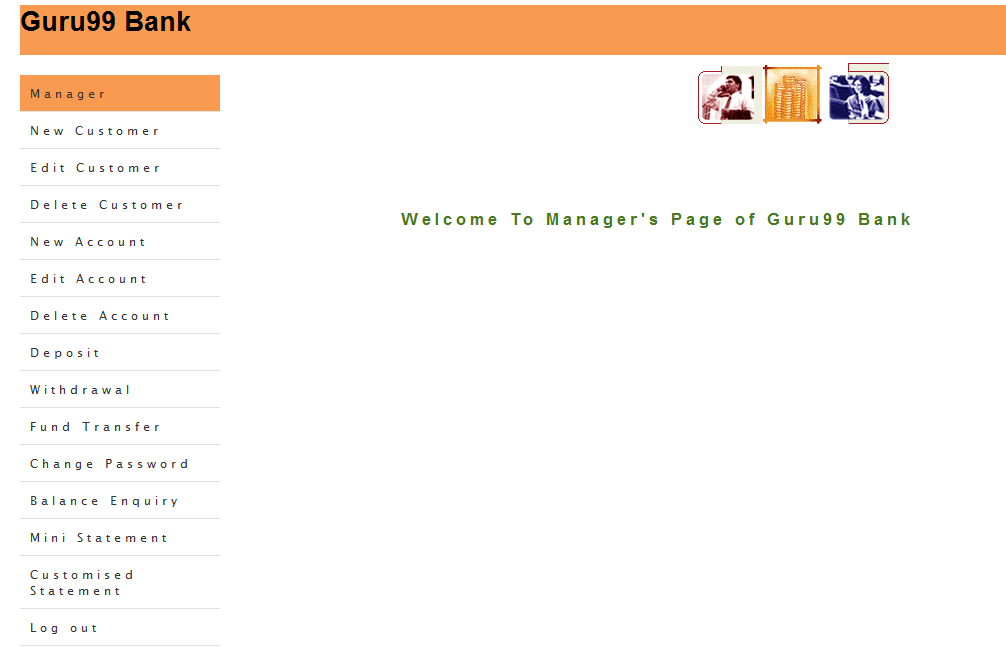 Guru99 Bank
Manager
New Customer
Edit Customer
Delete Customer
New Account
Edit Account
Delete Account
Deposit
Withdrawal
Fund Transfer
Change Password
Balance Enquiry
Mini Statement
Customised
Statement
Log out
Welcome To Manager's Page of Guru99 Bank